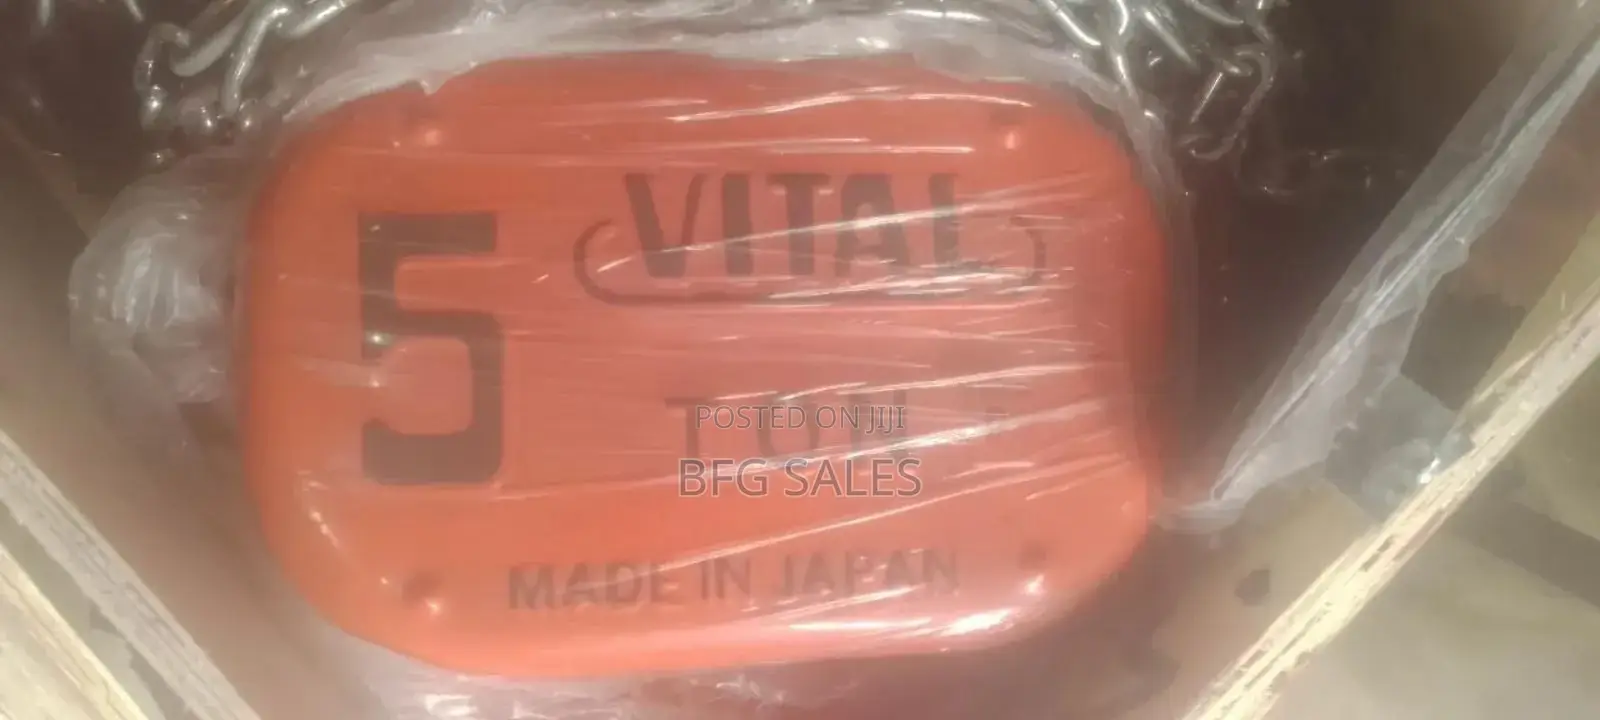 VITAL
5
TON
POSTED ON JIJI
BFG SALES
MADE IN JAPAN